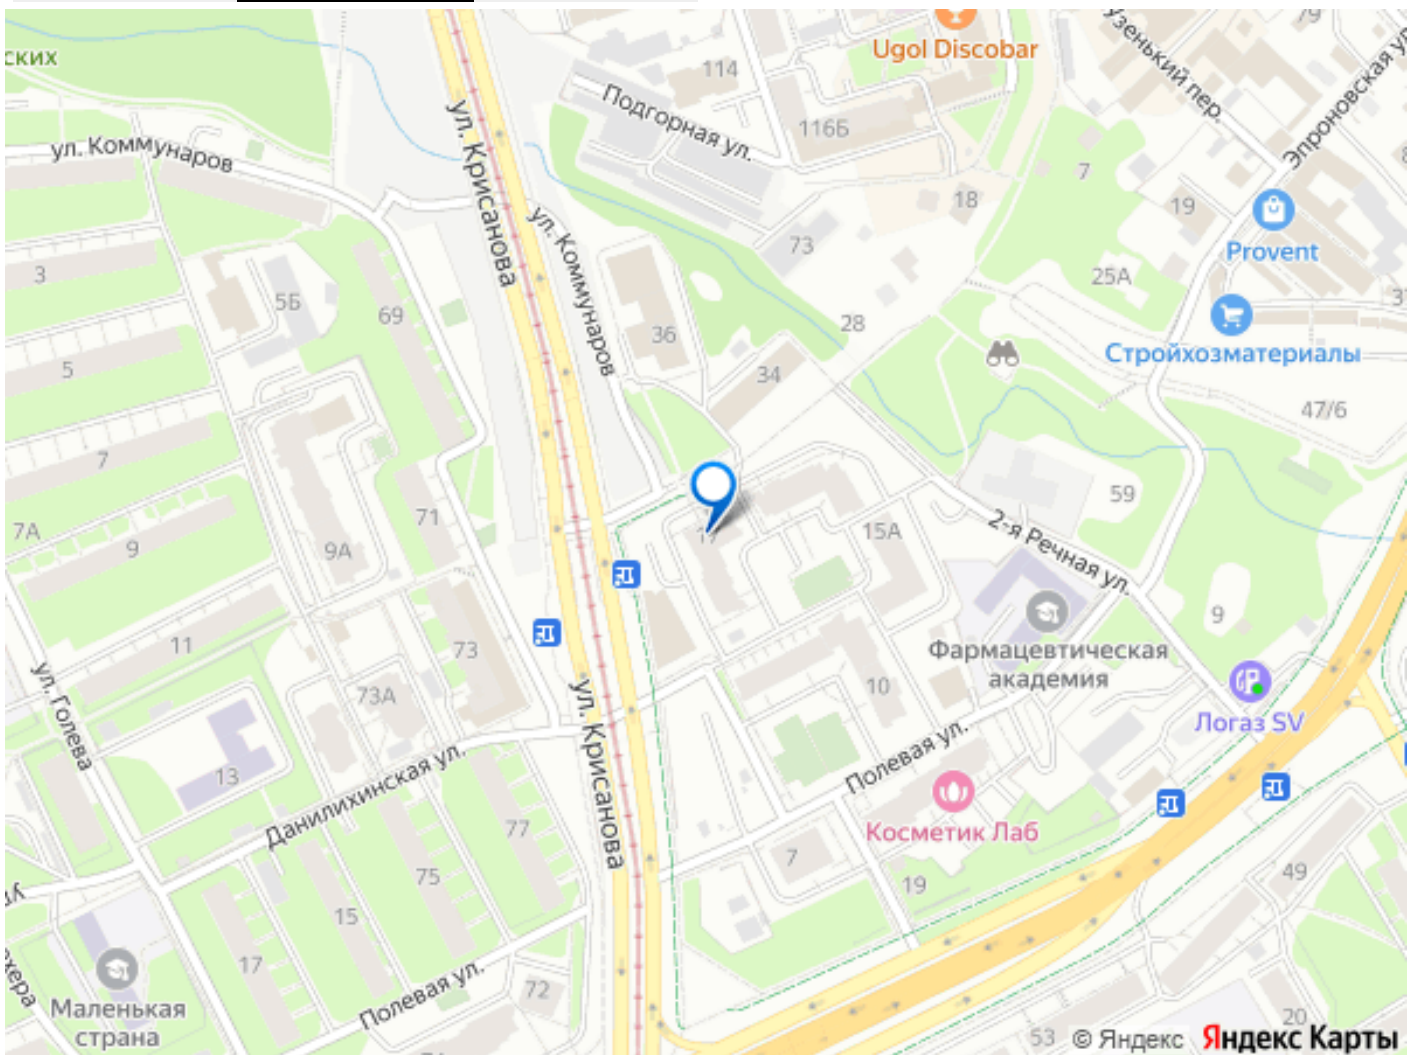 Ugol Discobar
79
ских
114
Узенький пер.
Эпроновская ул.
Подгорная ул.
116Б
ул. Крисанова
ул. Коммунаров
7
18
19
ул. Коммунаров
73
Provent
3
5Б
25А
69
28
36
Стройхозматериалы
5
34
47/6
7
59
71
7А
9
9А
15А
2-я Речная ул.
11
9
73
Фармацевтическая
академия
ул. Голева
73А
10
ул. Крисанова
Логаз SV
13
Данилихинская ул.
Полевая ул.
77
Косметик Лаб
7
75
19
49
15
17
Полевая ул.
72
Маленькая
страна
20
53
© Яндекс Яндекс Карты